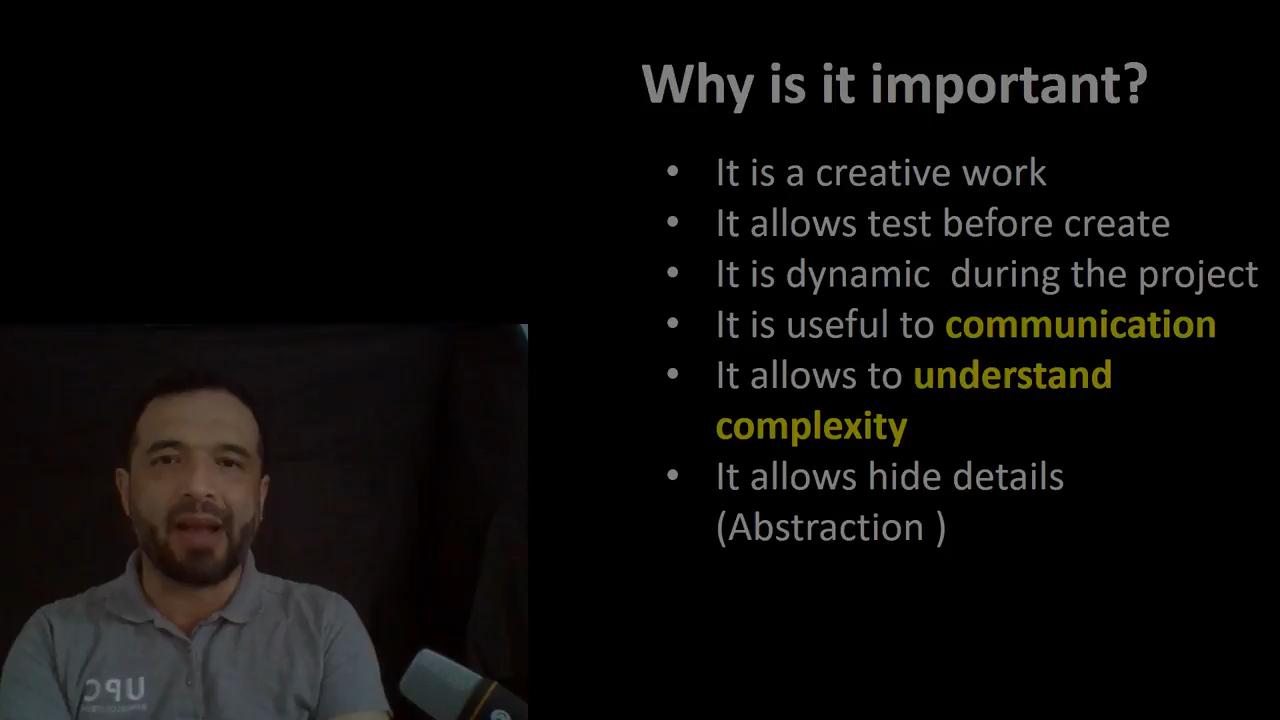 Why is it important?
• It is a creative work
• It allows test before create
• It is dynamic  during the project
• It is useful to communication
• It allows to understand
complexity
• It allows hide details
(Abstraction )
UPC